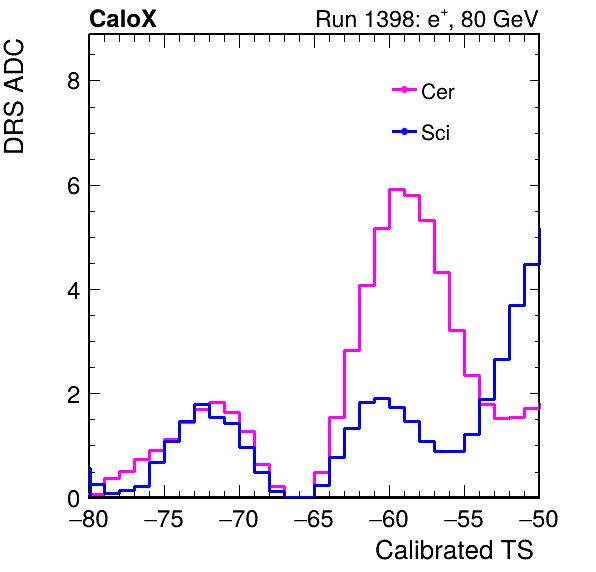 CaloX Run 1398: e⁺, 80 GeV
DRS ADC
8
6
4
2
0
Cer
Sci
−80 −75 −70 −65 −60 −55 −50
Calibrated TS